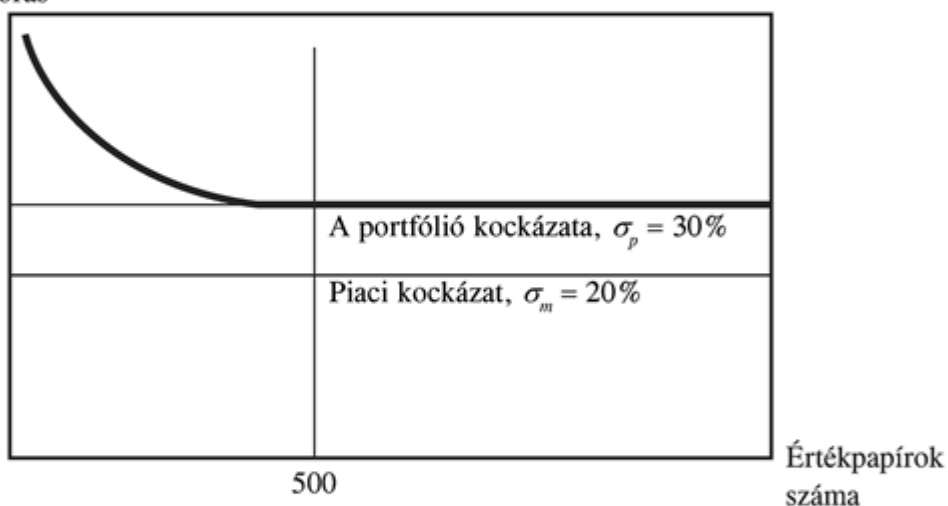 A portfólió kockázata, σp = 30%
Piaci kockázat, σm = 20%
500
Értékpapírok
száma